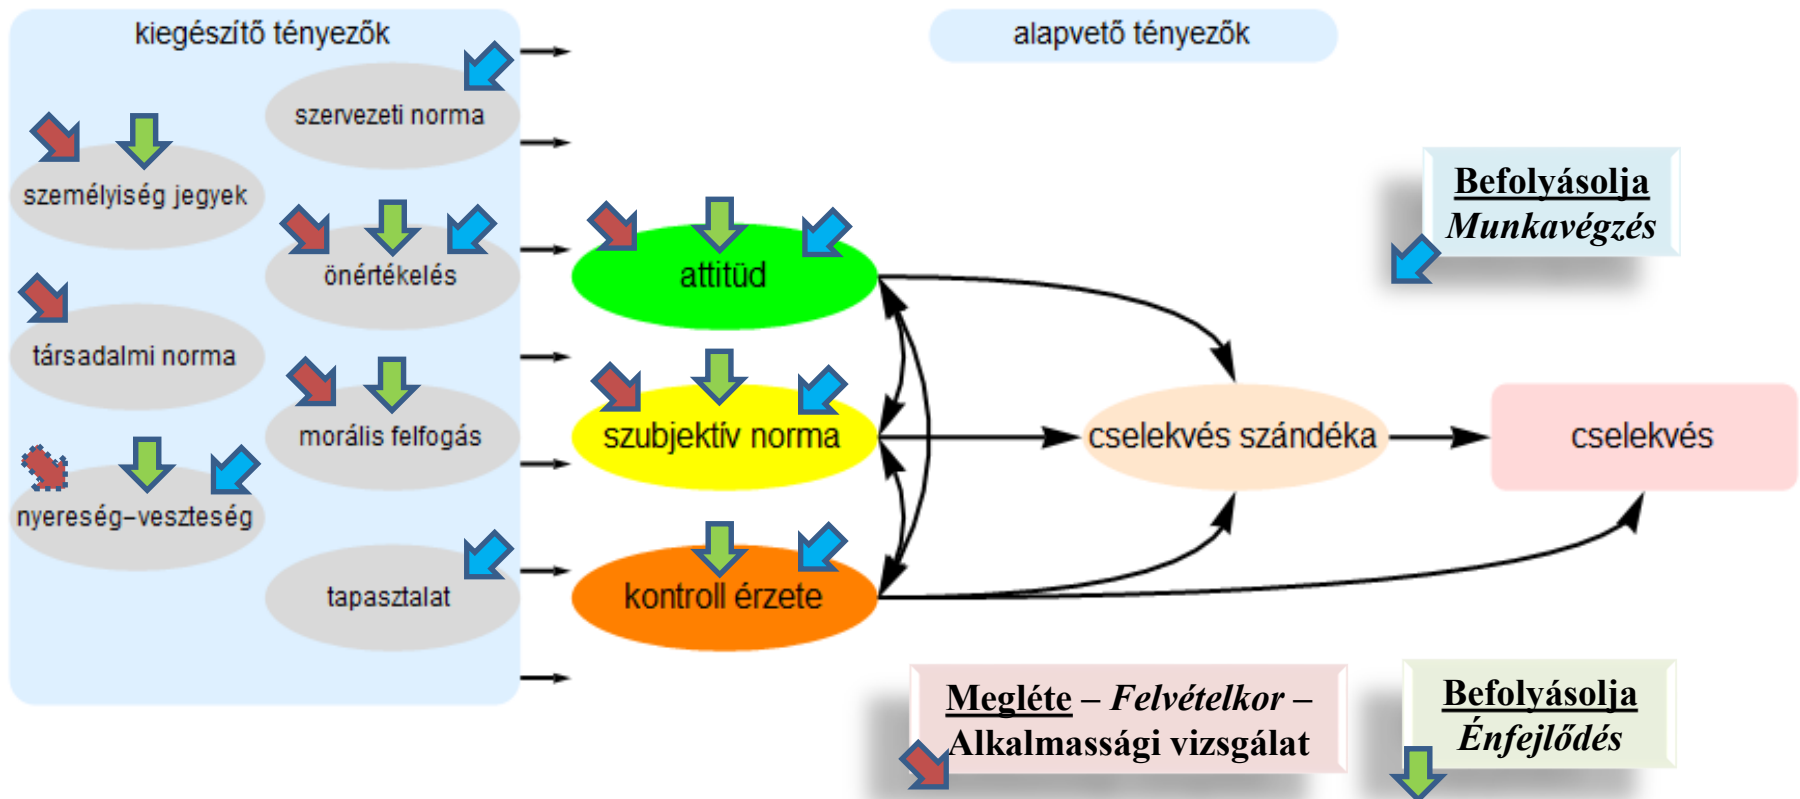 kiegészítő tényezők
alapvető tényezők
szervezeti norma
személyiség jegyek
önértékelés
társadalmi norma
morális felfogás
nyereség–veszteség
tapasztalat
attitüd
szubjektív norma
kontroll érzete
cselekvés szándéka
cselekvés
Befolyásolja
Munkavégzés
Megléte – Felvételkor –
Alkalmassági vizsgálat
Befolyásolja
Énfejlődés